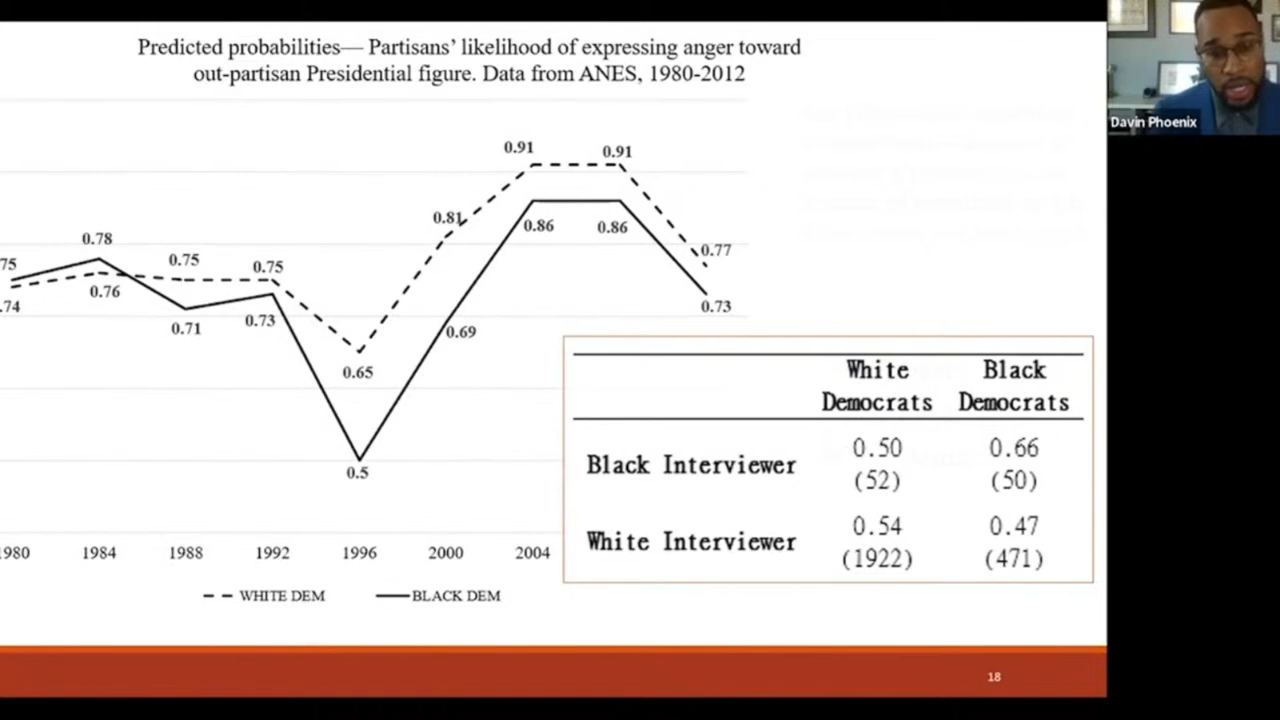 Predicted probabilities— Partisans' likelihood of expressing anger toward
out-partisan Presidential figure. Data from ANES, 1980-2012
Davin Phoenix
0.91
0.91
0.81
0.86
0.86
0.78
75
0.75
0.75
0.77
.74
0.76
0.71
0.73
0.69
0.73
0.65
0.5
White Democrats
Black Democrats
Black Interviewer
0.50
0.66
(52)
(50)
White Interviewer
0.54
0.47
(1922)
(471)
980 1984 1988 1992 1996 2000 2004
WHITE DEM
BLACK DEM
18